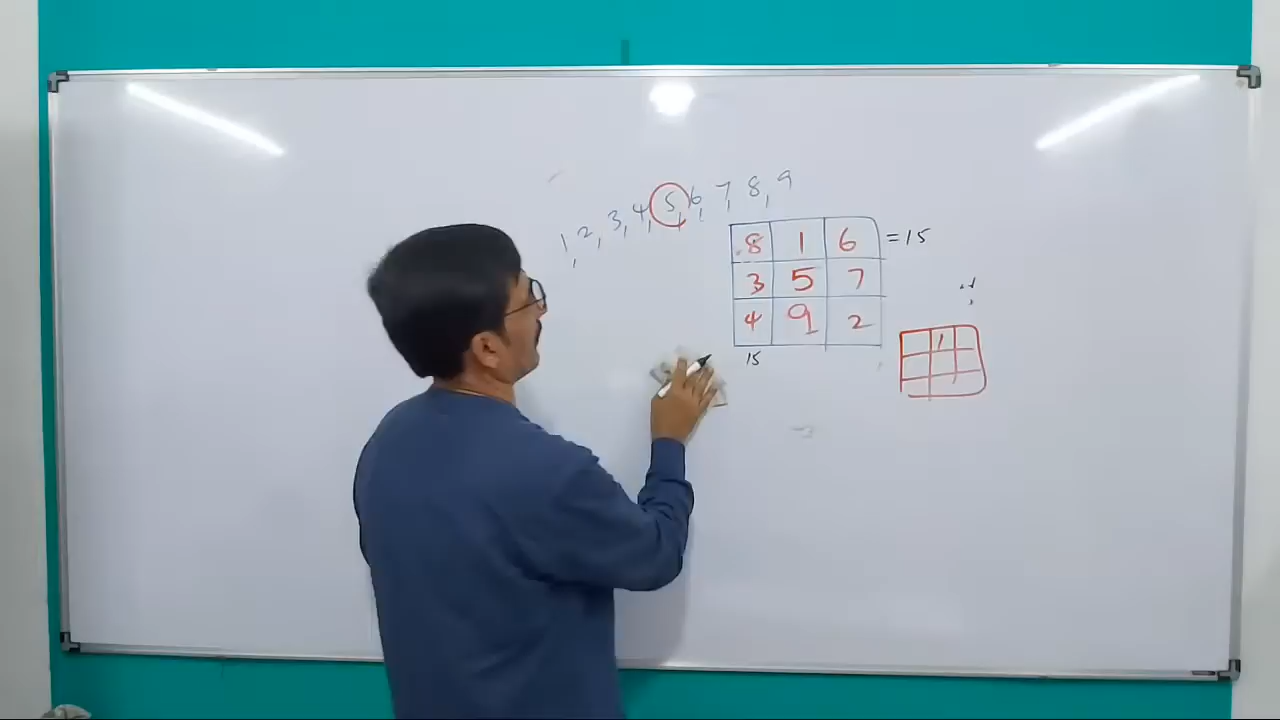 1, 2, 3, 4, 5, 6, 7, 8, 9
8 1 6 =15
3 5 7
4 9 2
15
1